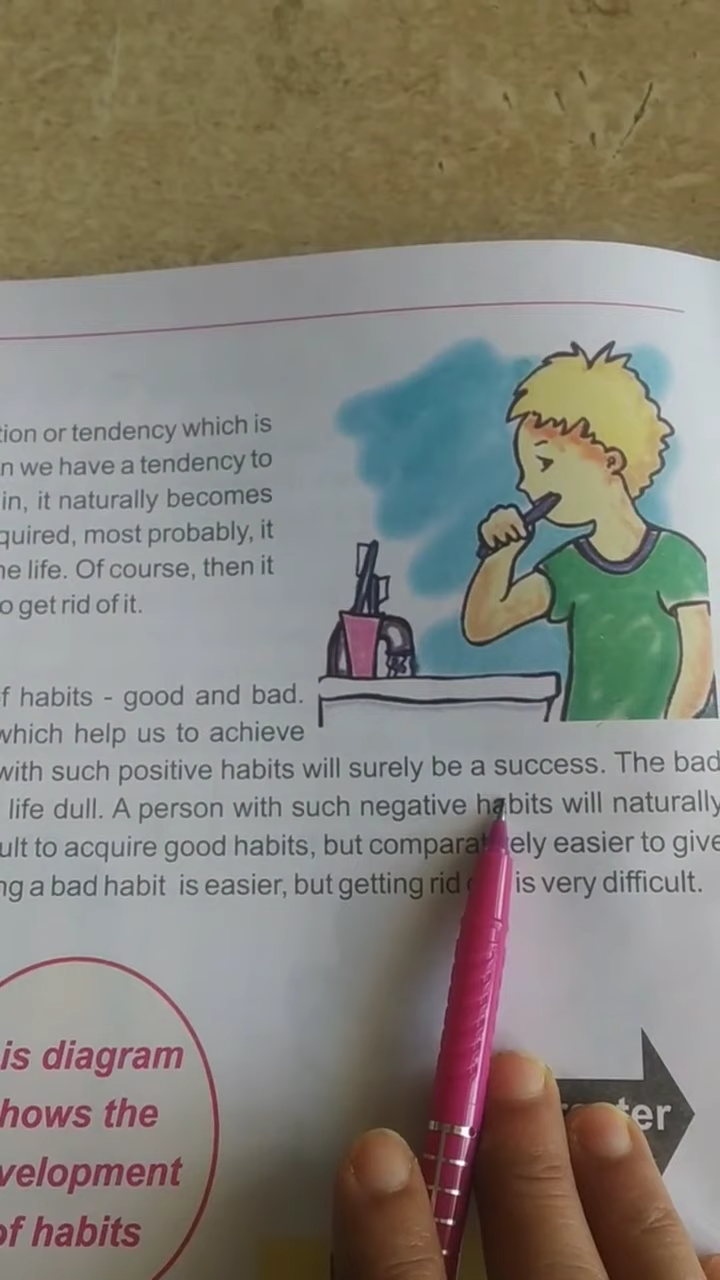 tion or tendency which is
n we have a tendency to
in, it naturally becomes
quired, most probably, it
ne life. Of course, then it
o get rid of it.
f habits - good and bad.
which help us to achieve
with such positive habits will surely be a success. The bad
life dull. A person with such negative habits will naturally
ult to acquire good habits, but comparatively easier to give
ng a bad habit is easier, but getting rid is very difficult.
is diagram
hows the
velopment
of habits